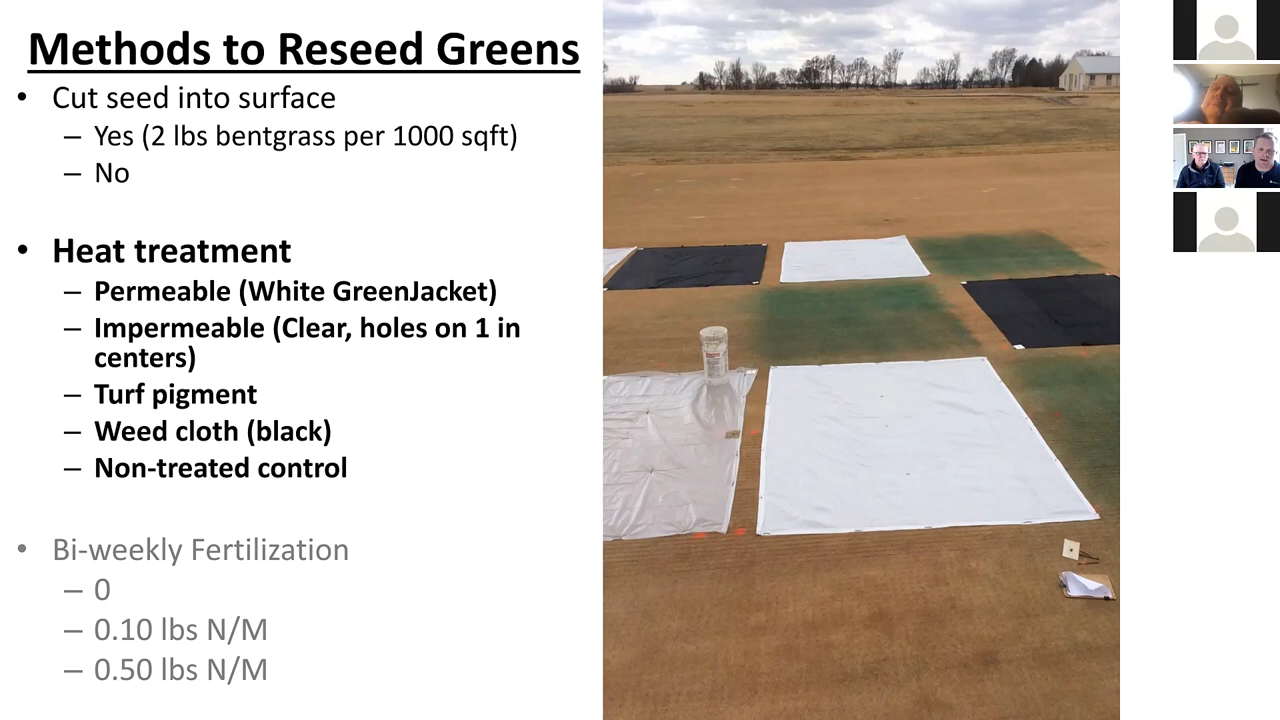 Methods to Reseed Greens
• Cut seed into surface
– Yes (2 lbs bentgrass per 1000 sqft)
– No
• Heat treatment
– Permeable (White GreenJacket)
– Impermeable (Clear, holes on 1 in
centers)
– Turf pigment
– Weed cloth (black)
– Non-treated control
• Bi-weekly Fertilization
– 0
– 0.10 lbs N/M
– 0.50 lbs N/M